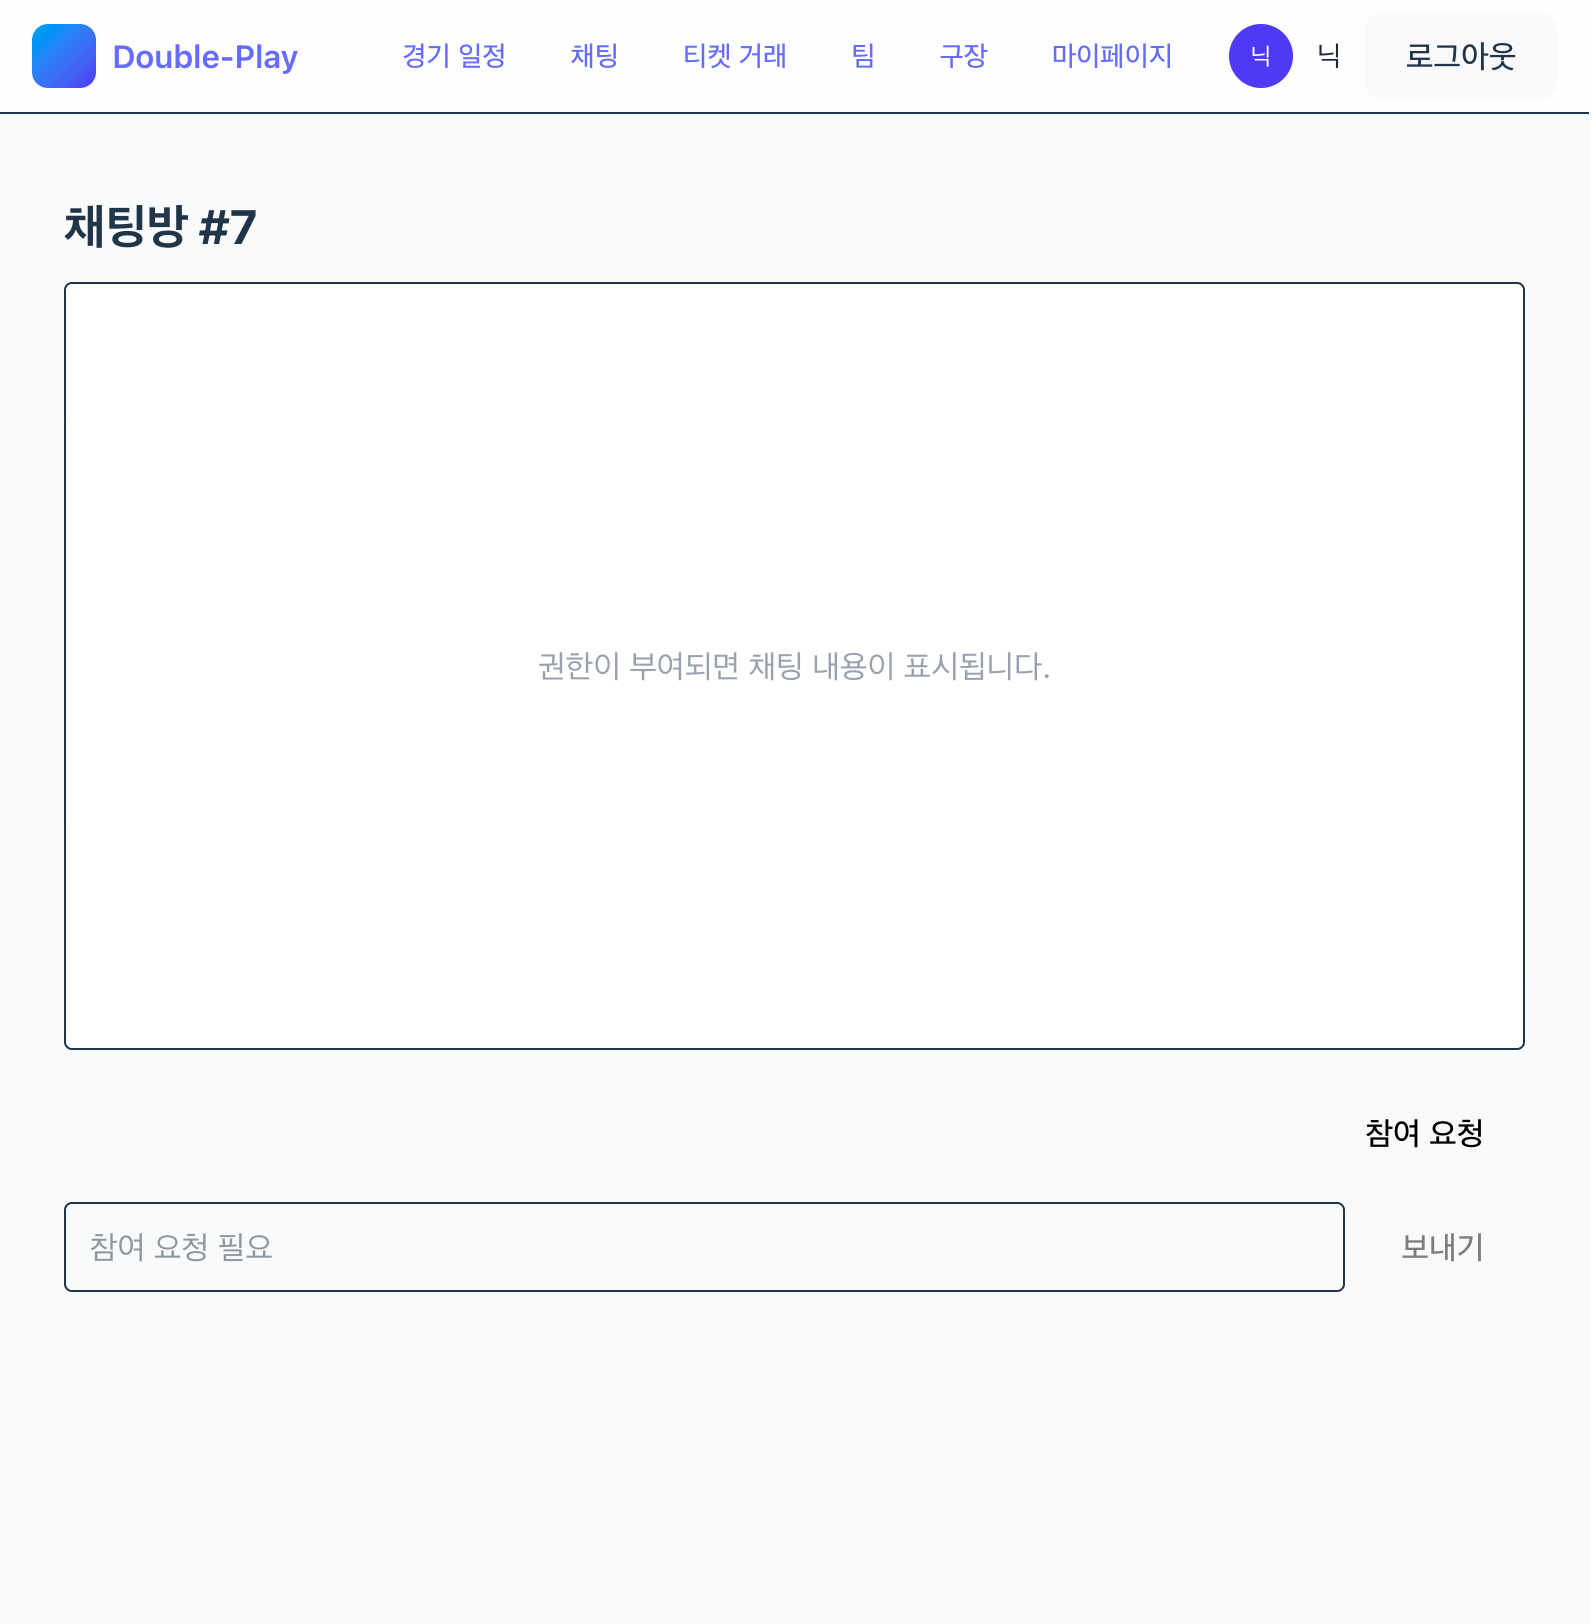 Double-Play 경기 일정 채팅 티켓 거래 팀 구장 마이페이지 닉 닉 로그아웃
채팅방 #7
권한이 부여되면 채팅 내용이 표시됩니다.
참여 요청
참여 요청 필요 보내기